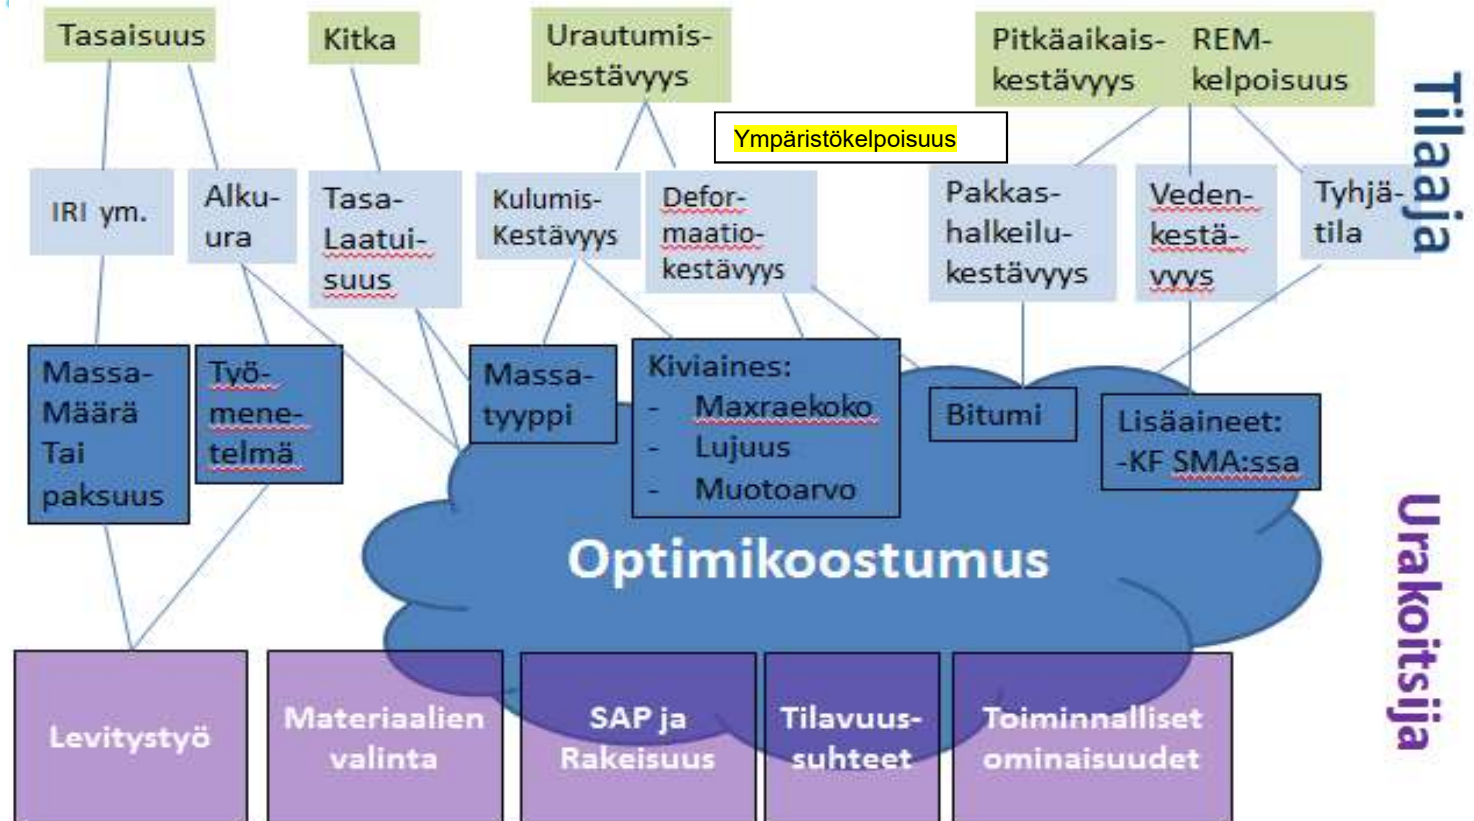 Tasaisuus
Kitka
Urautumis-
kestävyys
Pitkäaikais-
kestävyys
REM-
kelpoisuus
Ympäristökelpoisuus
Tilaaja
IRI ym.
Alku-
ura
Tasa-
Laatui-
suus
Kulumis-
Kestävyys
Defor-
maatio-
kestävyys
Pakkas-
halkeilu-
kestävyys
Veden-
kestä-
vyys
Tyhjä-
tila
Massa-
Määrä
Tai
paksuus
Työ-
mene-
telmä
Massa-
tyyppi
Kiviaines:
- Maxraekoko
- Lujuus
- Muotoarvo
Bitumi
Lisäaineet:
-KF SMA:ssa
Optimikoostumus
Urakoitsija
Levitystyö
Materiaalien
valinta
SAP ja
Rakeisuus
Tilavuus-
suhteet
Toiminnalliset
ominaisuudet